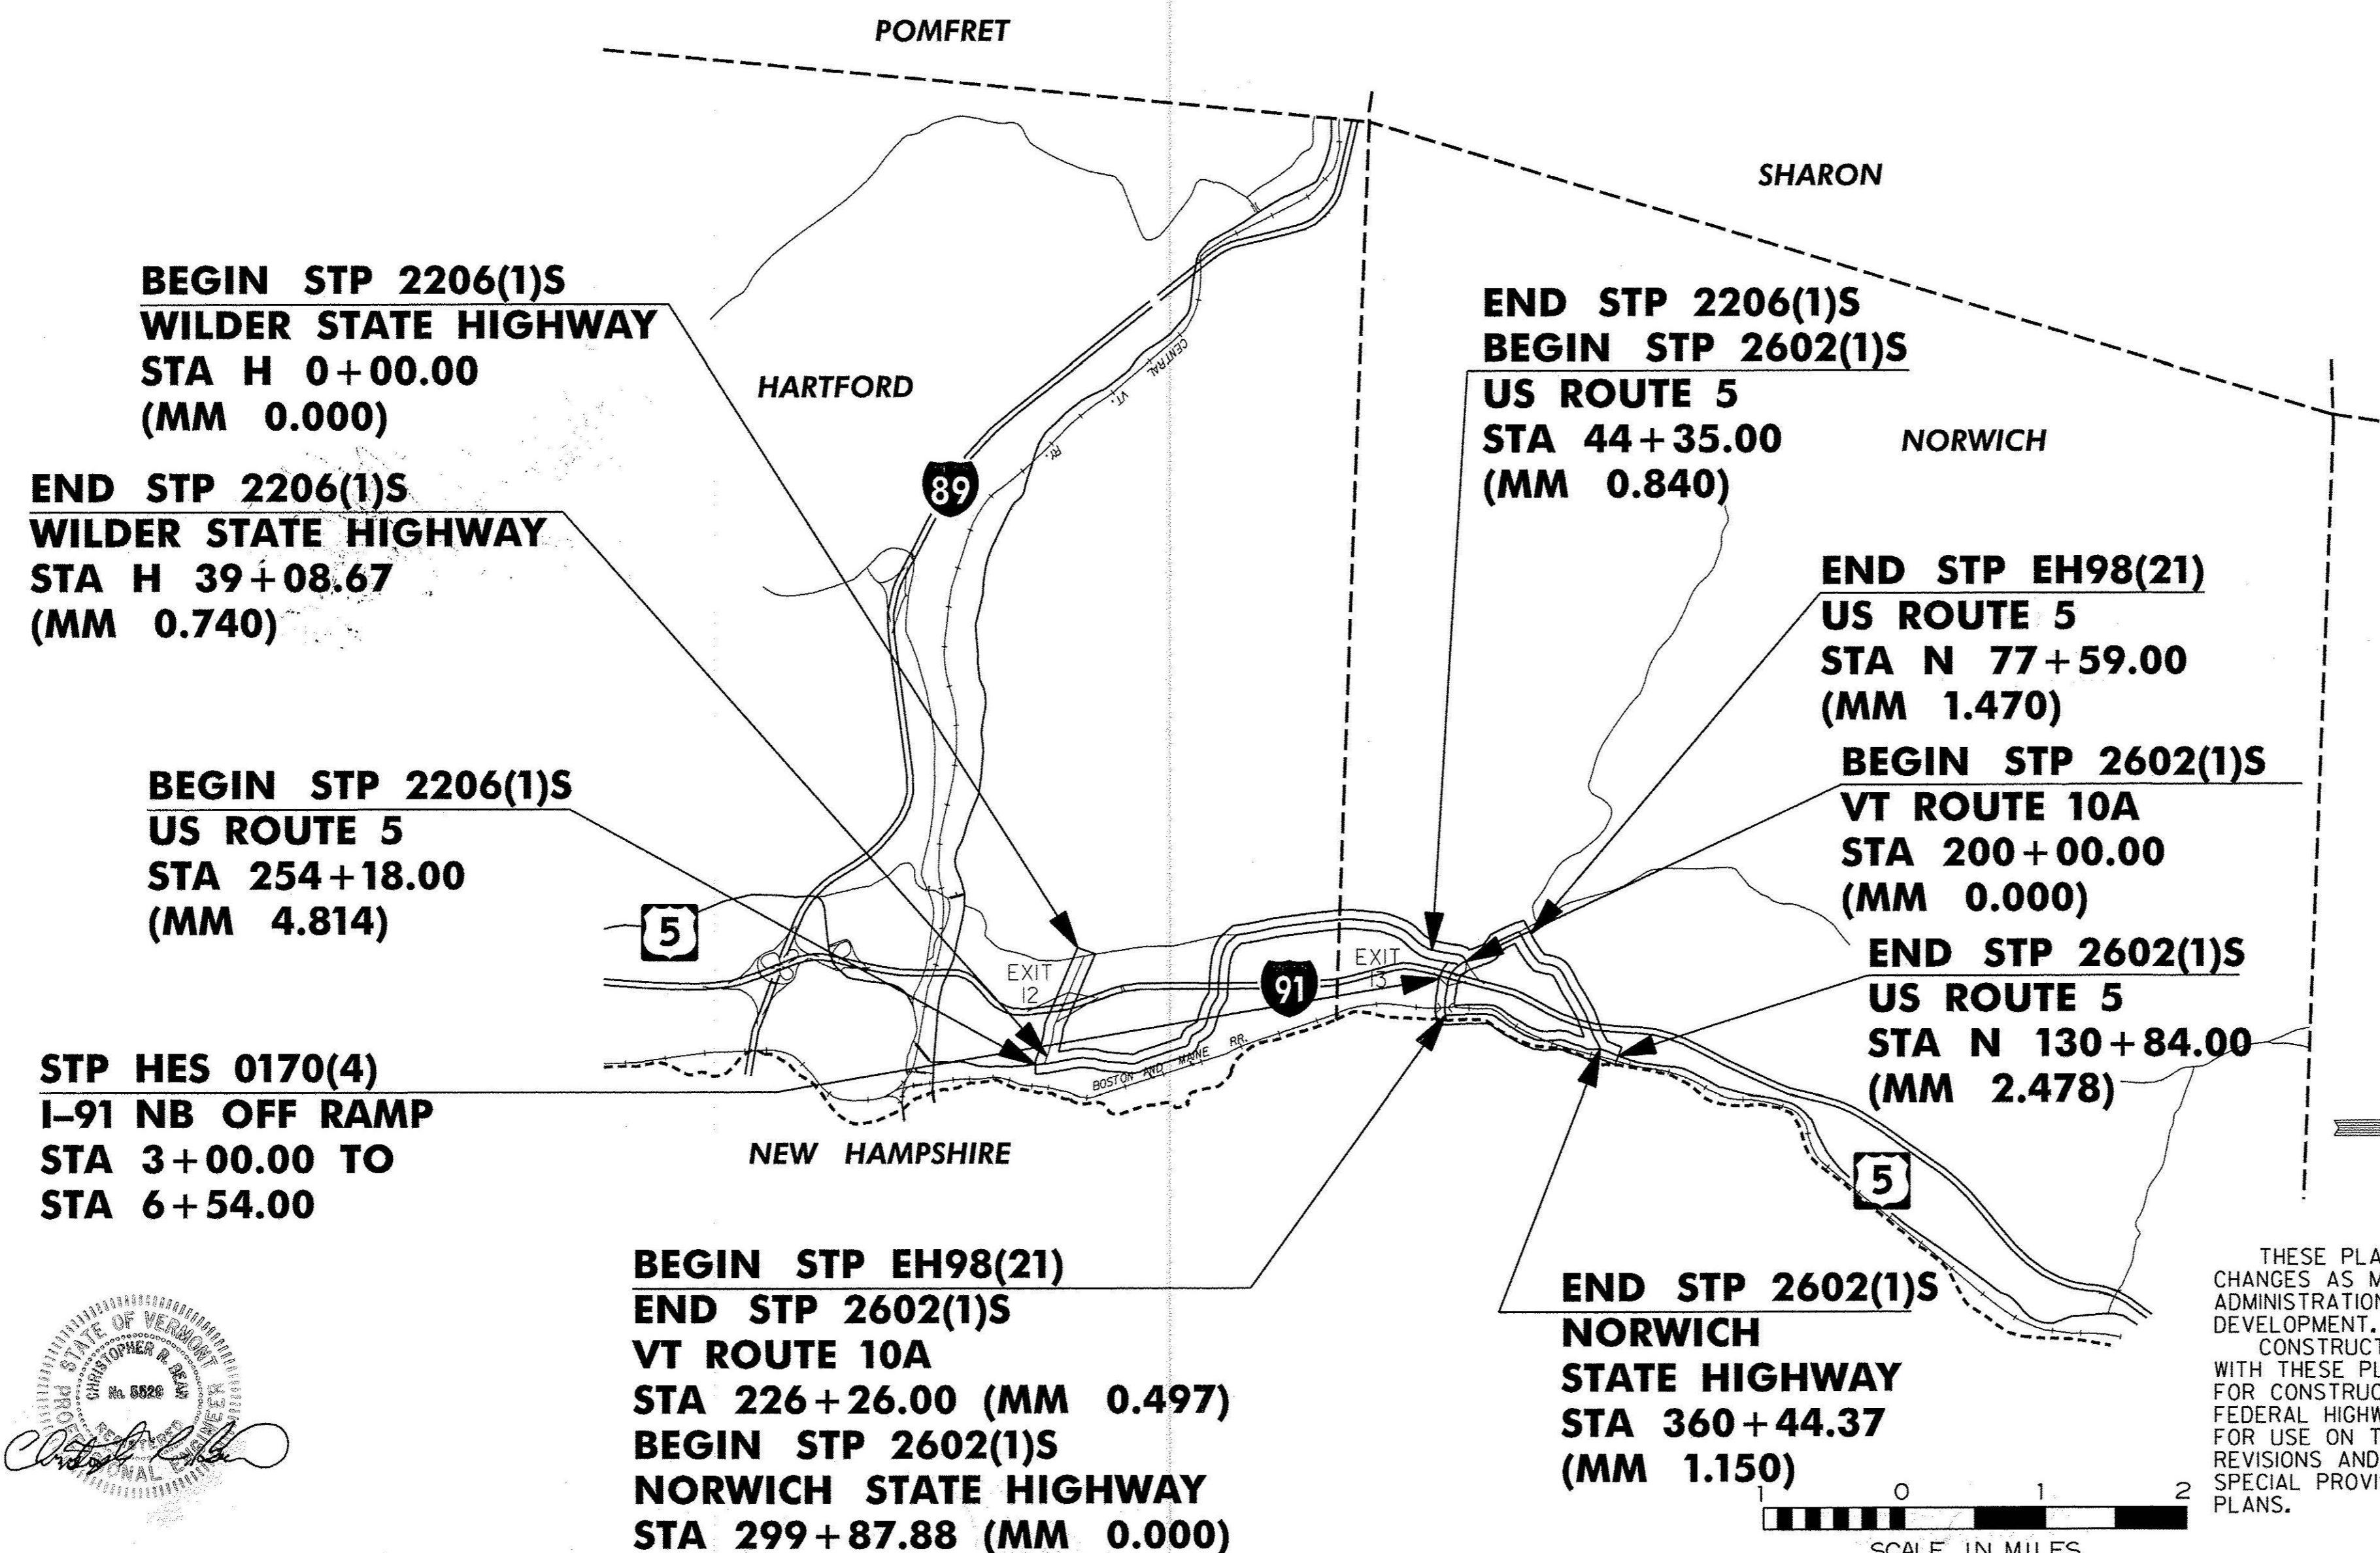 POMFRET
SHARON
BEGIN STP 2206(1)S
WILDER STATE HIGHWAY
STA H 0+00.00
(MM 0.000)
HARTFORD
END STP 2206(1)S
BEGIN STP 2602(1)S
US ROUTE 5
STA 44+35.00
(MM 0.840)
NORWICH
END STP 2206(1)S
WILDER STATE HIGHWAY
STA H 39+08.67
(MM 0.740)
89
VT. CENTRAL
RY.
END STP EH98(21)
US ROUTE 5
STA N 77+59.00
(MM 1.470)
BEGIN STP 2206(1)S
US ROUTE 5
STA 254+18.00
(MM 4.814)
BEGIN STP 2602(1)S
VT ROUTE 10A
STA 200+00.00
(MM 0.000)
5
EXIT
12
91
EXIT
13
END STP 2602(1)S
US ROUTE 5
STA N 130+84.00
(MM 2.478)
BOSTON AND MAINE RR.
STP HES 0170(4)
I-91 NB OFF RAMP
STA 3+00.00 TO
STA 6+54.00
NEW HAMPSHIRE
5
BEGIN STP EH98(21)
END STP 2602(1)S
VT ROUTE 10A
STA 226+26.00 (MM 0.497)
BEGIN STP 2602(1)S
NORWICH STATE HIGHWAY
STA 299+87.88 (MM 0.000)
END STP 2602(1)S
NORWICH
STATE HIGHWAY
STA 360+44.37
(MM 1.150)
1 0 1 2
SCALE IN MILES
THESE PLA
CHANGES AS M
ADMINISTRATION
DEVELOPMENT.
CONSTRUCT
WITH THESE PL
FOR CONSTRUC
FEDERAL HIGHW
FOR USE ON T
REVISIONS AND
SPECIAL PROVI
PLANS.
STATE OF VERMONT
CHRISTOPHER R. BEAN
No. 5529
REGISTERED
PROFESSIONAL ENGINEER